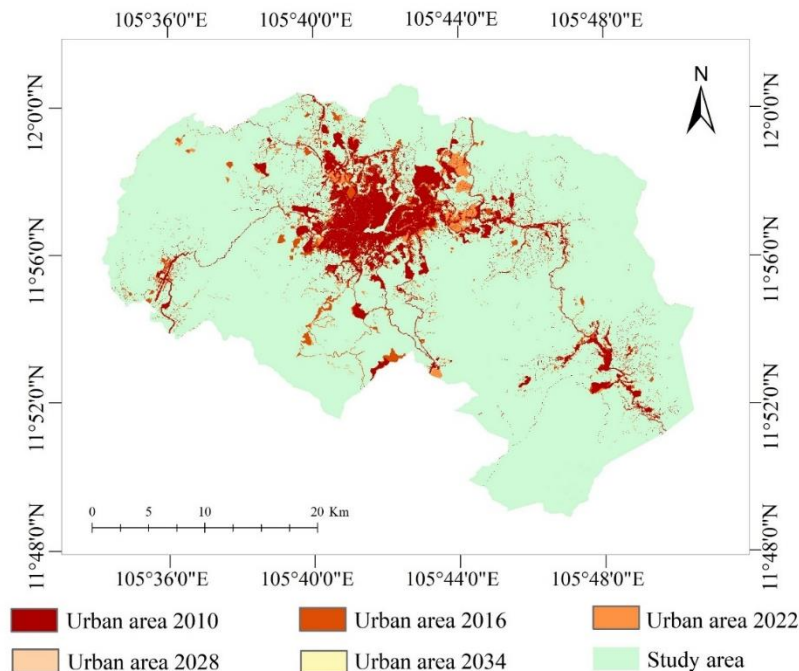 105°36'0"E 105°40'0"E 105°44'0"E 105°48'0"E
12°0'0"N 12°0'0"N
N
11°56'0"N 11°56'0"N
11°52'0"N 11°52'0"N
0 5 10 20 Km
11°48'0"N 11°48'0"N
105°36'0"E 105°40'0"E 105°44'0"E 105°48'0"E
Urban area 2010 Urban area 2016 Urban area 2022
Urban area 2028 Urban area 2034 Study area